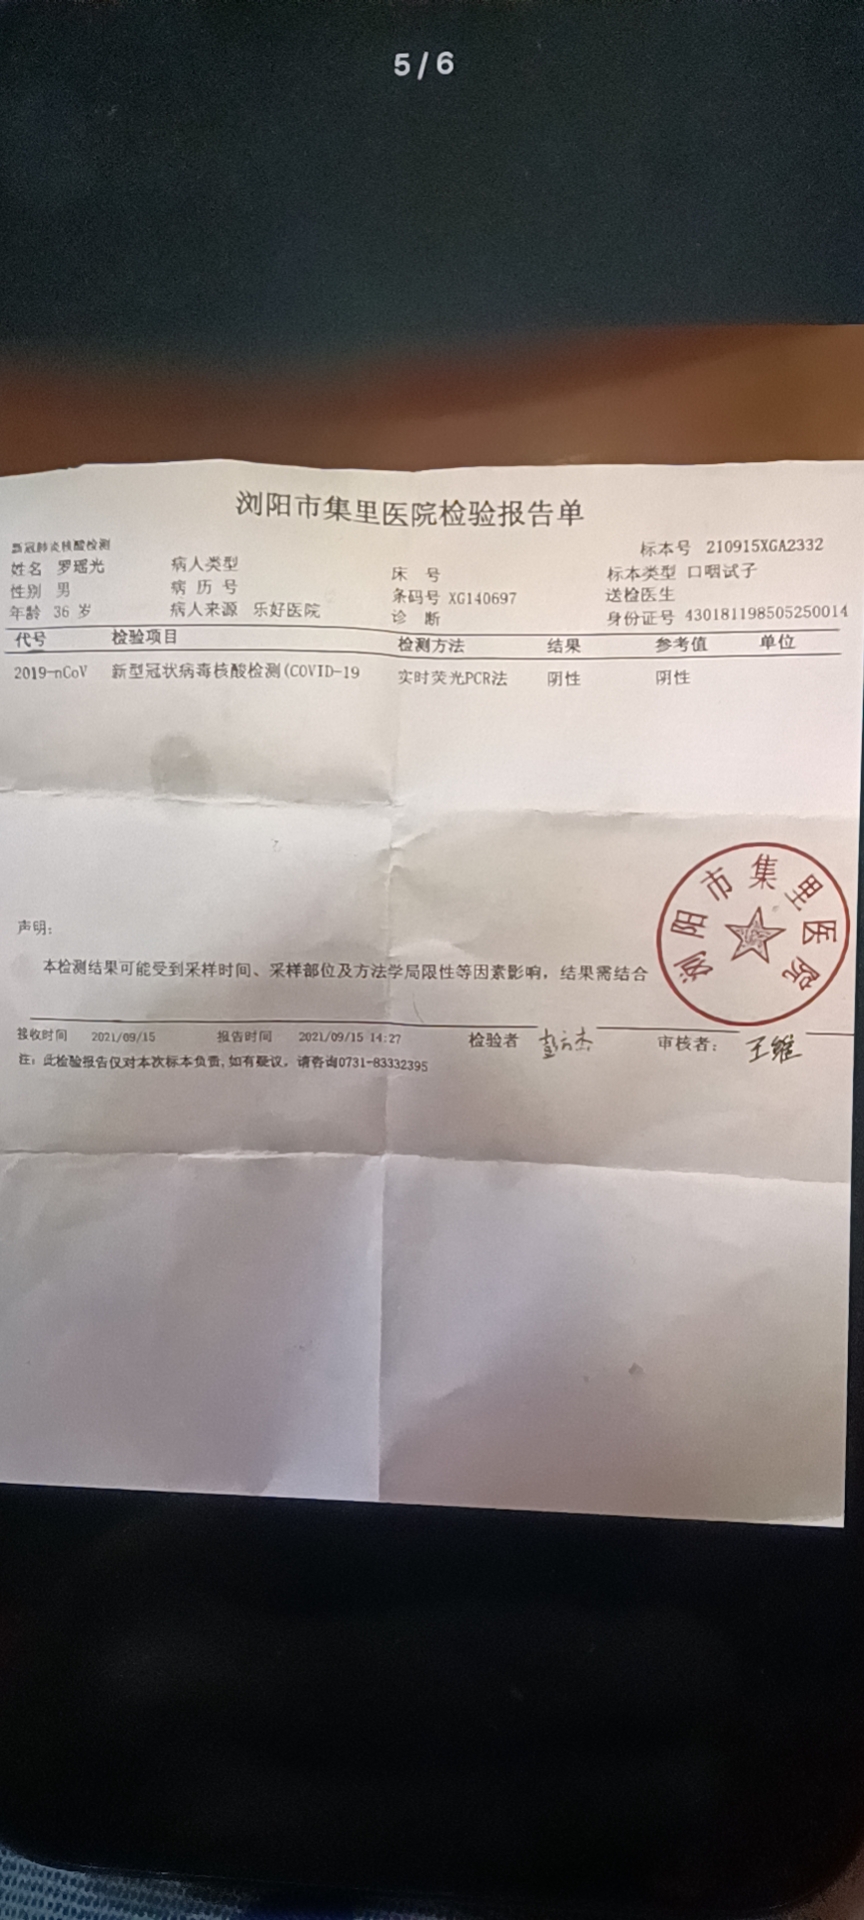 5/6
浏阳市集里医院检验报告单
新冠肺炎核酸检测 标本号 210915XGA2332
姓名 罗瑶光 病人类型 床 号 标本类型 口咽试子
性别 男 病 历 号 条码号 XG140697 送检医生
年龄 36 岁 病人来源 乐好医院 诊 断 身份证号 430181198505250014
代号 检验项目 检测方法 结果 参考值 单位
2019-nCoV 新型冠状病毒核酸检测(COVID-19 实时荧光PCR法 阴性 阴性
浏阳市集里医院
声明:
本检测结果可能受到采样时间、采样部位及方法学局限性等因素影响，结果需结合
接收时间 2021/09/15 报告时间 2021/09/15 14:27 检验者 审核者： 王维
注：此检验报告仅对本次标本负责,如有疑议，请咨询0731-83332395